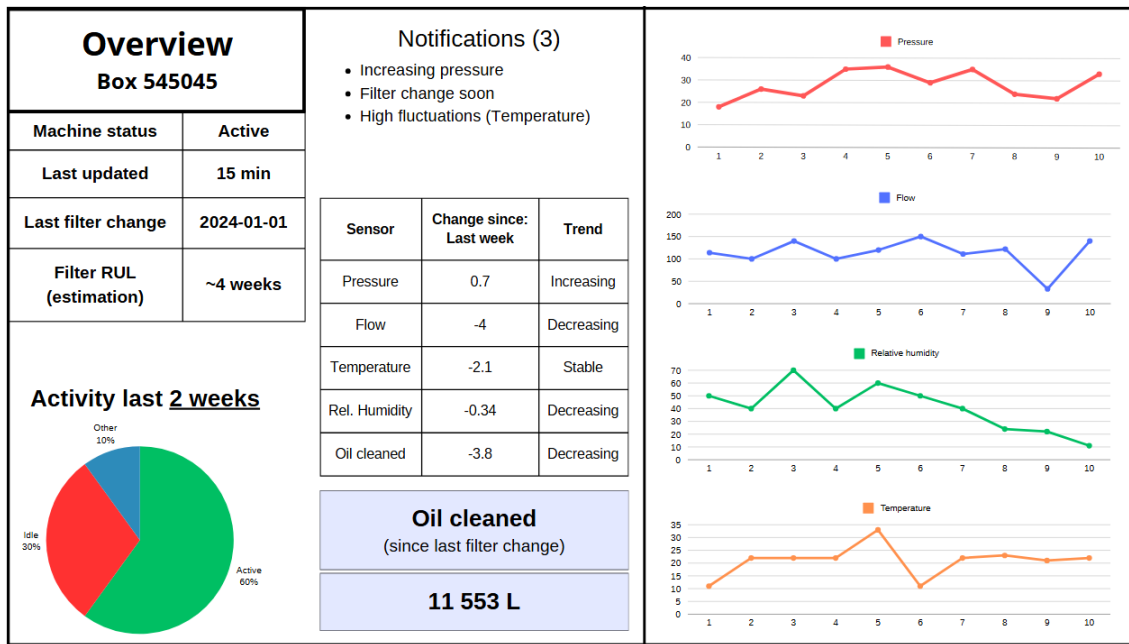 Overview
Box 545045
Machine status Active
Last updated 15 min
Last filter change 2024-01-01
Filter RUL
(estimation) ~4 weeks
Activity last 2 weeks
Other
10%
Idle
30%
Active
60%
Notifications (3)
• Increasing pressure
• Filter change soon
• High fluctuations (Temperature)
Sensor Change since: Trend
Last week
Pressure 0.7 Increasing
Flow -4 Decreasing
Temperature -2.1 Stable
Rel. Humidity -0.34 Decreasing
Oil cleaned -3.8 Decreasing
Oil cleaned
(since last filter change)
11 553 L
Pressure
40
30
20
10
0
1 2 3 4 5 6 7 8 9 10
Flow
200
150
100
50
0
1 2 3 4 5 6 7 8 9 10
Relative humidity
70
60
50
40
30
20
10
0
1 2 3 4 5 6 7 8 9 10
Temperature
35
30
25
20
15
10
5
0
1 2 3 4 5 6 7 8 9 10